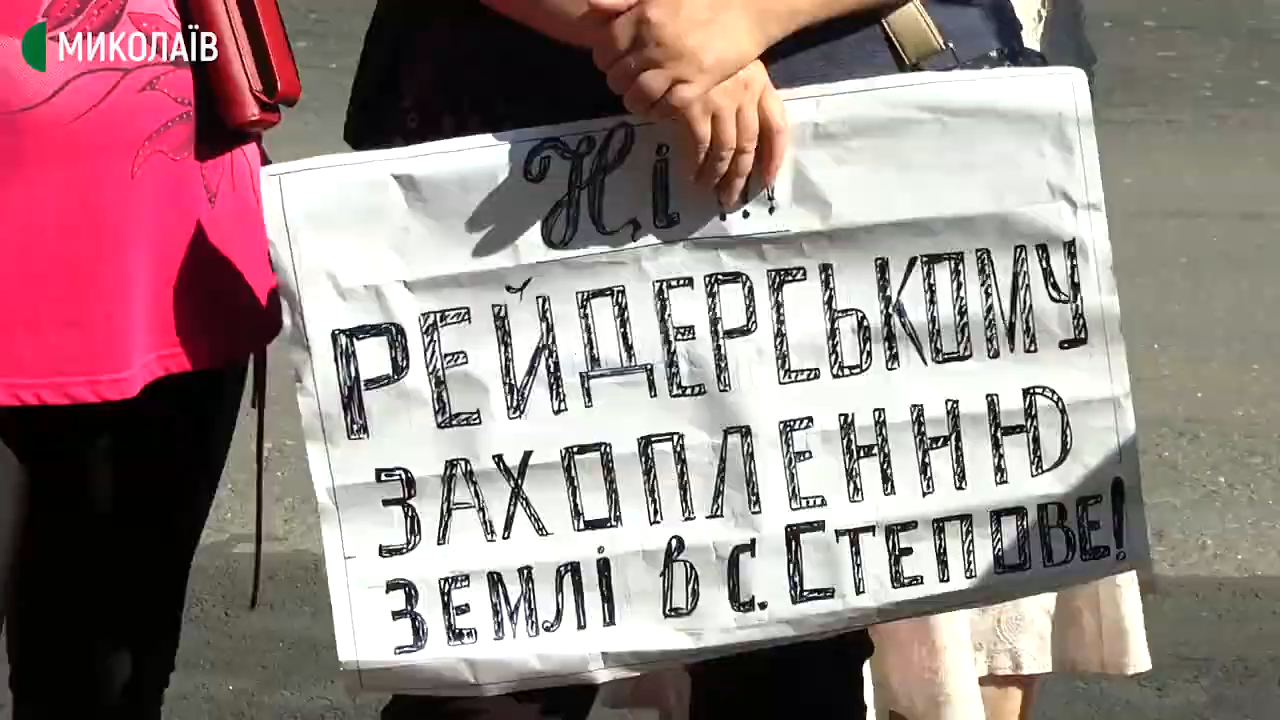 МИКОЛАЇВ
Ні!!!
РЕЙДЕРСЬКОМУ
ЗАХОПЛЕННЮ
ЗЕМЛІ В с. СТЕПОВЕ!